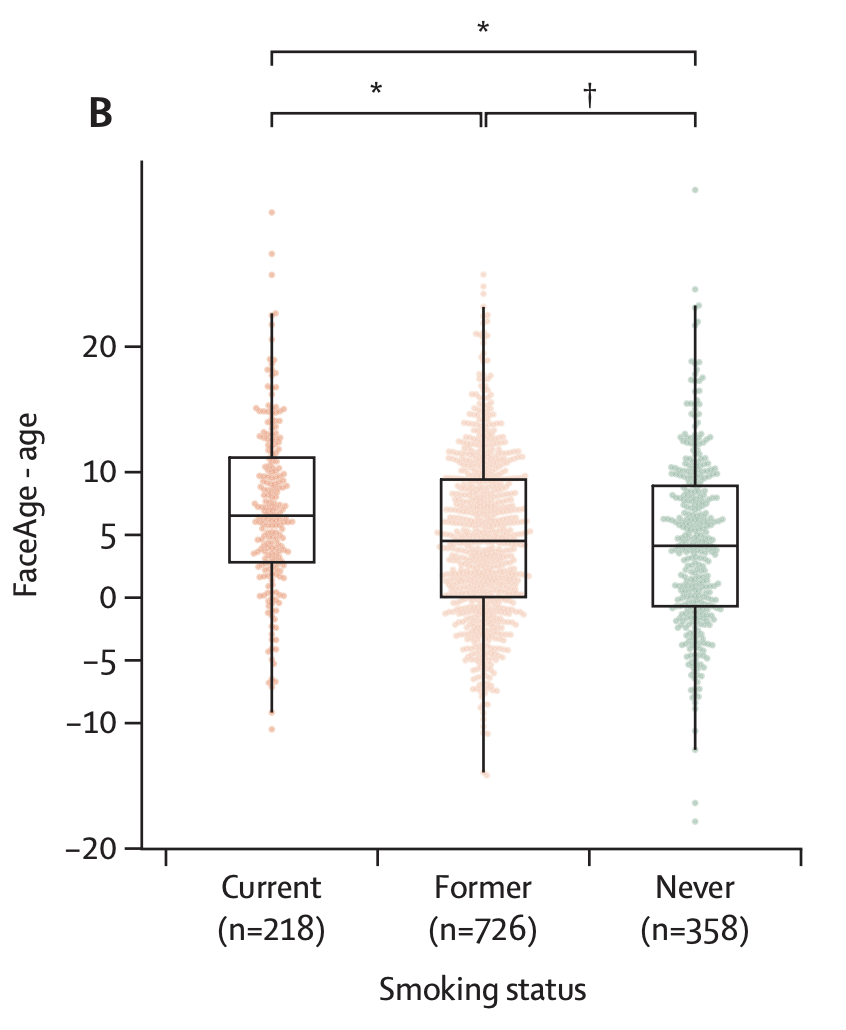 *
B
*
†
FaceAge - age
20
10
5
0
−5
−10
−20
Current
(n=218)
Former
(n=726)
Never
(n=358)
Smoking status